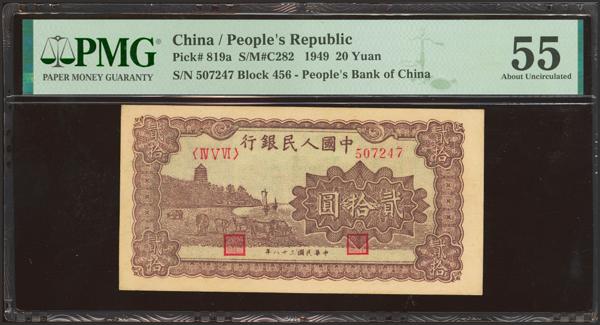 PMG
PAPER MONEY GUARANTY
China / People's Republic
Pick# 819a S/M#C282 1949 20 Yuan
S/N 507247 Block 456 - People's Bank of China
55
About Uncirculated
行銀民人國中
〈ⅣⅤⅥ〉
507247
圓拾貳
貳拾
貳拾
貳拾
貳拾
年八十三國民華中